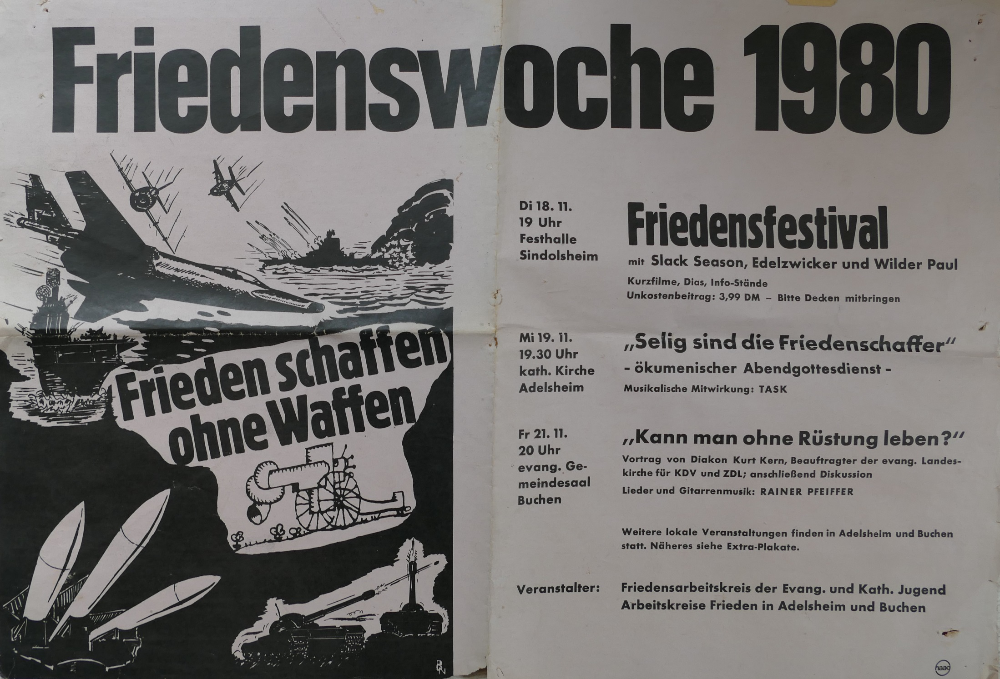 Friedenswoche 1980
Frieden schaffen
ohne Waffen
Di 18. 11.
19 Uhr
Festhalle
Sindolsheim
Friedensfestival
mit Slack Season, Edelzwicker und Wilder Paul
Kurzfilme, Dias, Info-Stände
Unkostenbeitrag: 3,99 DM – Bitte Decken mitbringen
Mi 19. 11.
19.30 Uhr
kath. Kirche
Adelsheim
„Selig sind die Friedenschaffer“
- ökumenischer Abendgottesdienst -
Musikalische Mitwirkung: TASK
Fr 21. 11.
20 Uhr
evang. Ge-
meindesaal
Buchen
„Kann man ohne Rüstung leben?“
Vortrag von Diakon Kurt Kern, Beauftragter der evang. Landes-
kirche für KDV und ZDL; anschließend Diskussion
Lieder und Gitarrenmusik: RAINER PFEIFFER
Weitere lokale Veranstaltungen finden in Adelsheim und Buchen
statt. Näheres siehe Extra-Plakate.
Veranstalter: Friedensarbeitskreis der Evang. und Kath. Jugend
Arbeitskreise Frieden in Adelsheim und Buchen
haag